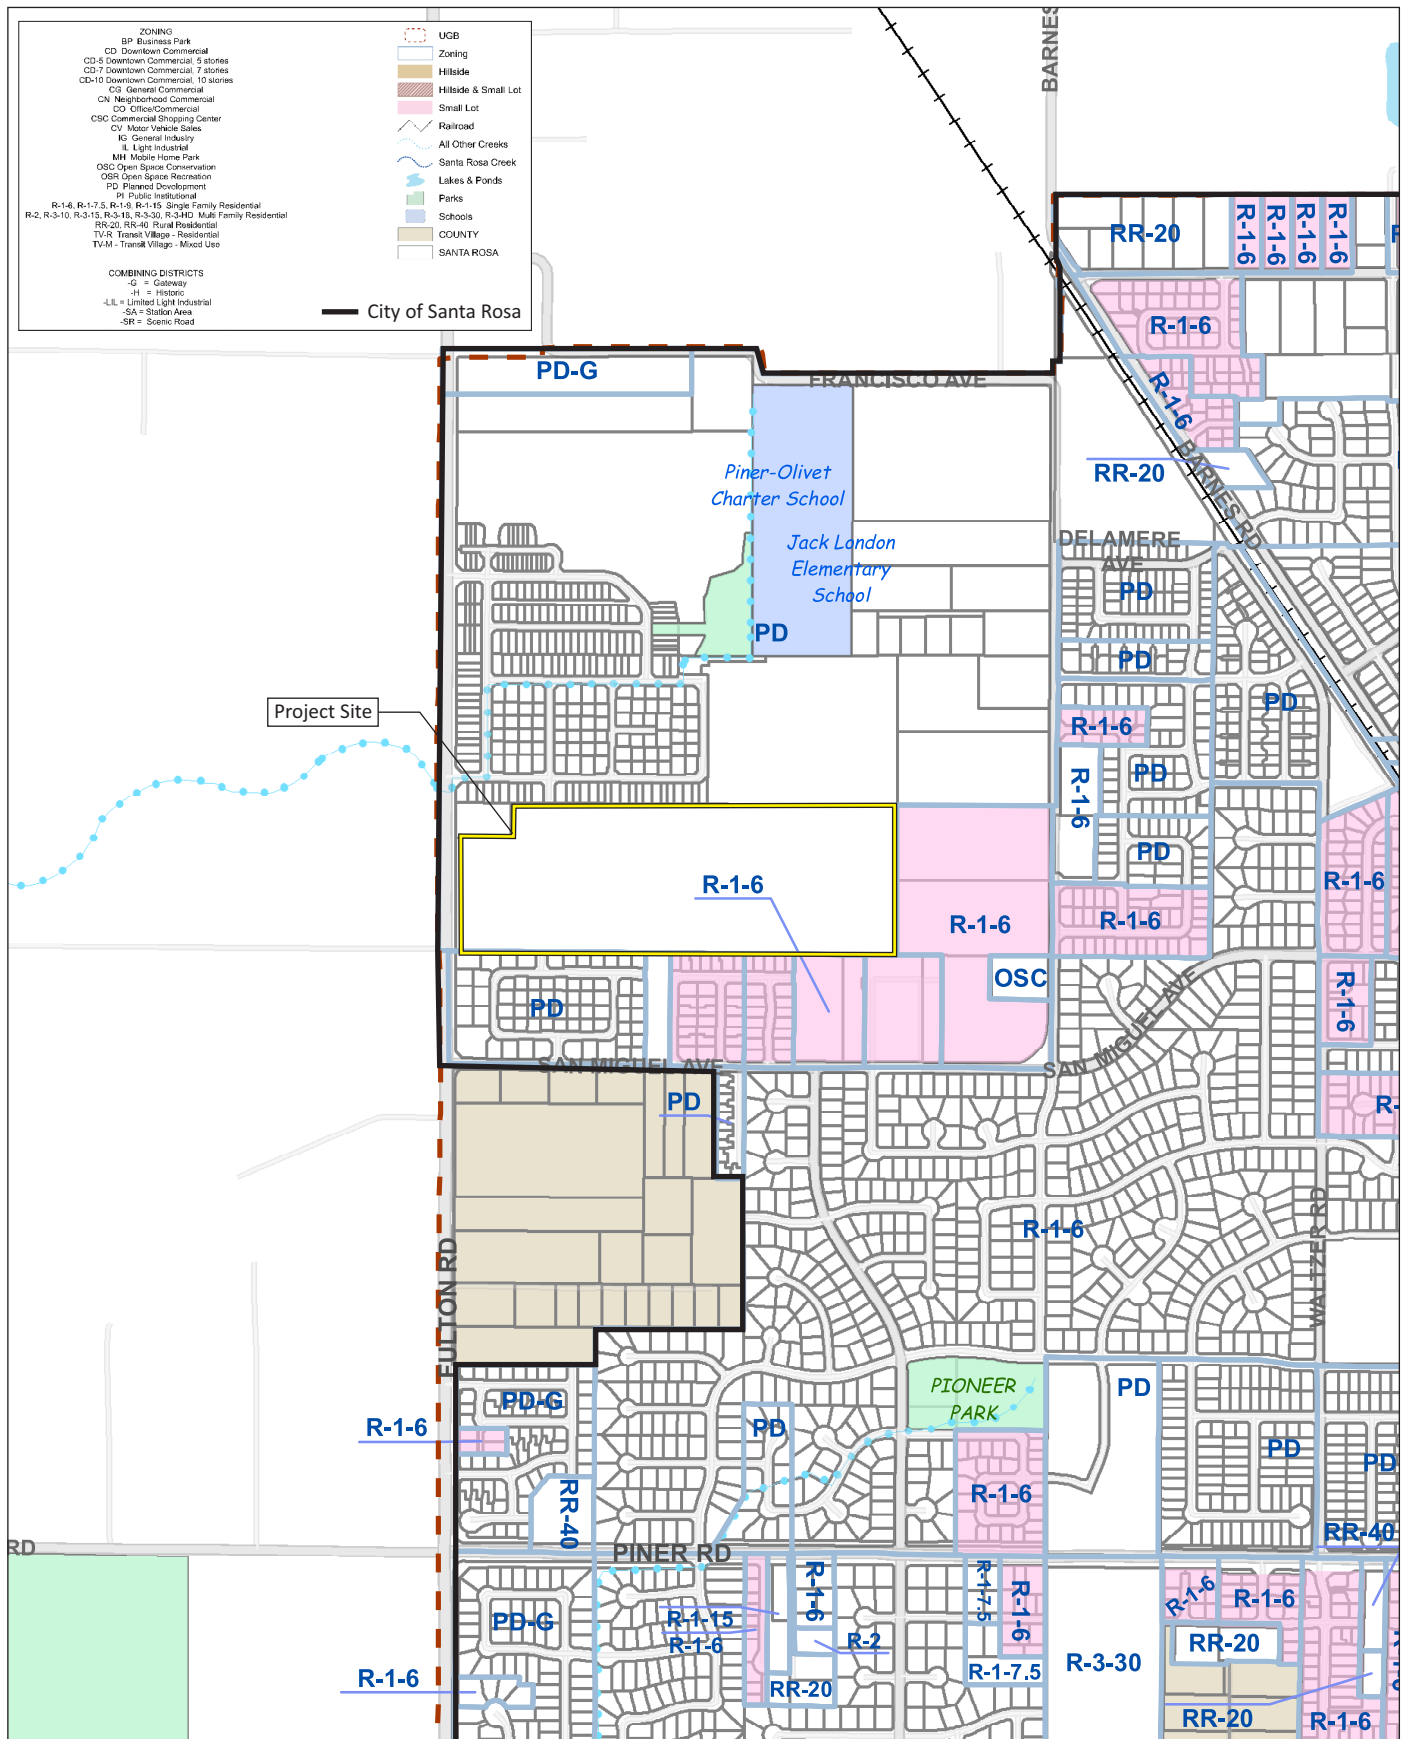 ZONING
BP Business Park
CD Downtown Commercial
CD-5 Downtown Commercial, 5 stories
CD-7 Downtown Commercial, 7 stories
CD-10 Downtown Commercial, 10 stories
CG General Commercial
CN Neighborhood Commercial
CO Office/Commercial
CSC Commercial Shopping Center
CV Motor Vehicle Sales
IG General Industry
IL Light Industrial
MH Mobile Home Park
OSC Open Space Conservation
OSR Open Space Recreation
PD Planned Development
PI Public Institutional
R-1-6, R-1-7.5, R-1-9, R-1-15 Single Family Residential
R-2, R-3-10, R-3-15, R-3-18, R-3-30, R-3-HD Multi Family Residential
RR-20, RR-40 Rural Residential
TV-R Transit Village - Residential
TV-M - Transit Village - Mixed Use
COMBINING DISTRICTS
-G = Gateway
-H = Historic
-LIL = Limited Light Industrial
-SA = Station Area
-SR = Scenic Road
UGB
Zoning
Hillside
Hillside & Small Lot
Small Lot
Railroad
All Other Creeks
Santa Rosa Creek
Lakes & Ponds
Parks
Schools
COUNTY
SANTA ROSA
City of Santa Rosa
BARNES
RR-20
R-1-6
R-1-6
R-1-6
R-1-6
R-1-6
PD-G
FRANCISCO AVE
R-1-6
RR-20
BARNES RD
Piner-Olivet
Charter School
Jack London
Elementary
School
PD
DELAMERE
AVE
PD
PD
PD
Project Site
R-1-6
PD
R-1-6
PD
R-1-6
R-1-6
R-1-6
R-1-6
OSC
PD
R-1-6
SAN MIGUEL AVE
SAN MIGUEL AVE
PD
R-
R-1-6
WALTZER RD
FULTON RD
PIONEER
PARK
PD
PD-G
R-1-6
PD
PD
PD
RR-40
R-1-6
RR-40
RD
PINER RD
R-1-6
R-1-7.5
R-1-6
R-1-6
R-1-6
PD-G
R-1-15
R-1-6
R-2
RR-20
R-1-7.5
R-3-30
R-1-6
RR-20
RR-20
R-1-6